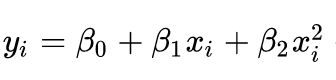 yᵢ = β₀ + β₁xᵢ + β₂xᵢ²